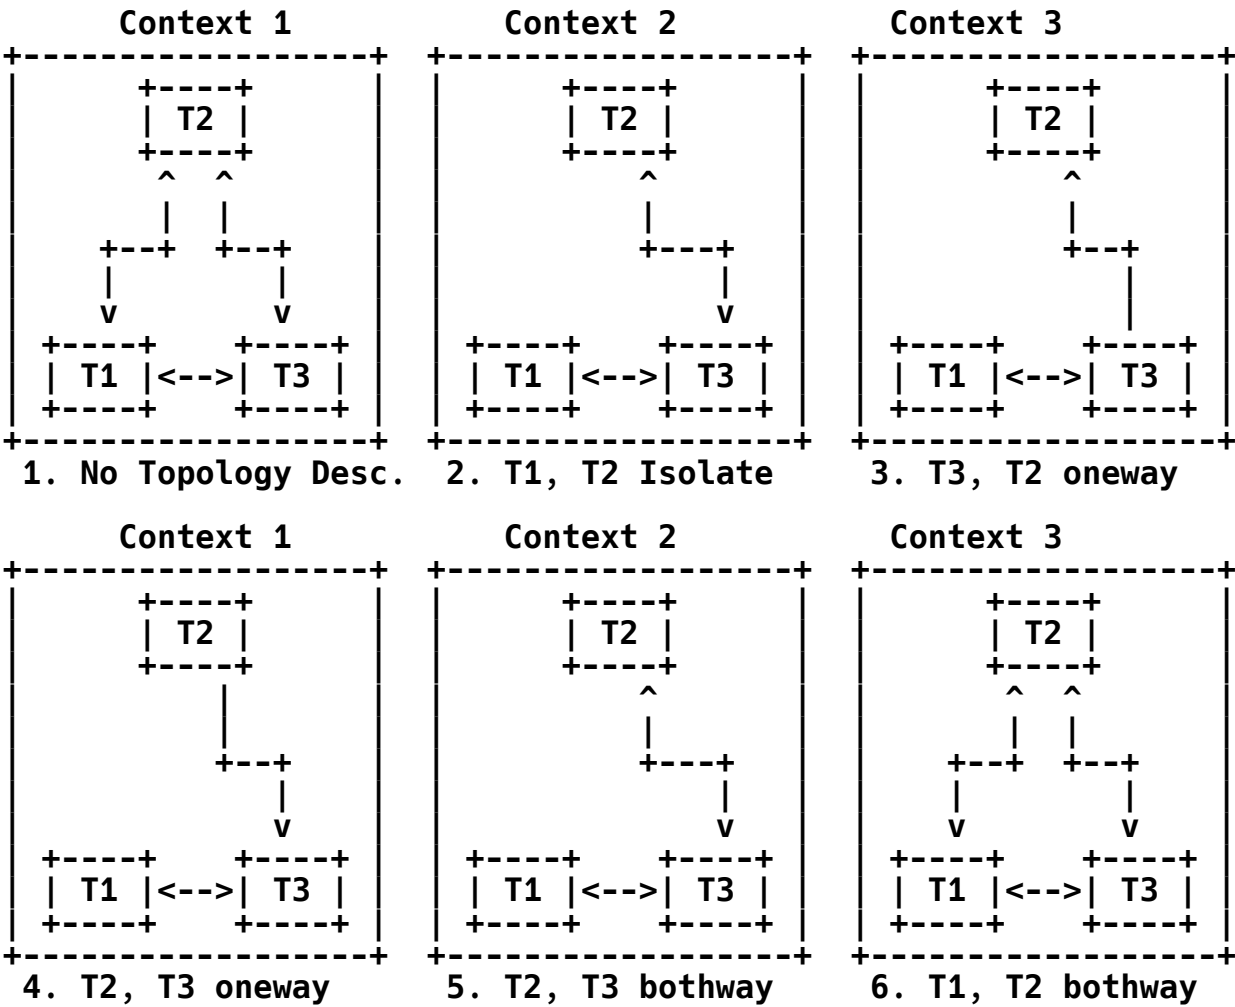 Context 1 Context 2 Context 3
T2 T2 T2
T1 T3 T1 T3 T1 T3
1. No Topology Desc. 2. T1, T2 Isolate 3. T3, T2 oneway
Context 1 Context 2 Context 3
T2 T2 T2
T1 T3 T1 T3 T1 T3
4. T2, T3 oneway 5. T2, T3 bothway 6. T1, T2 bothway